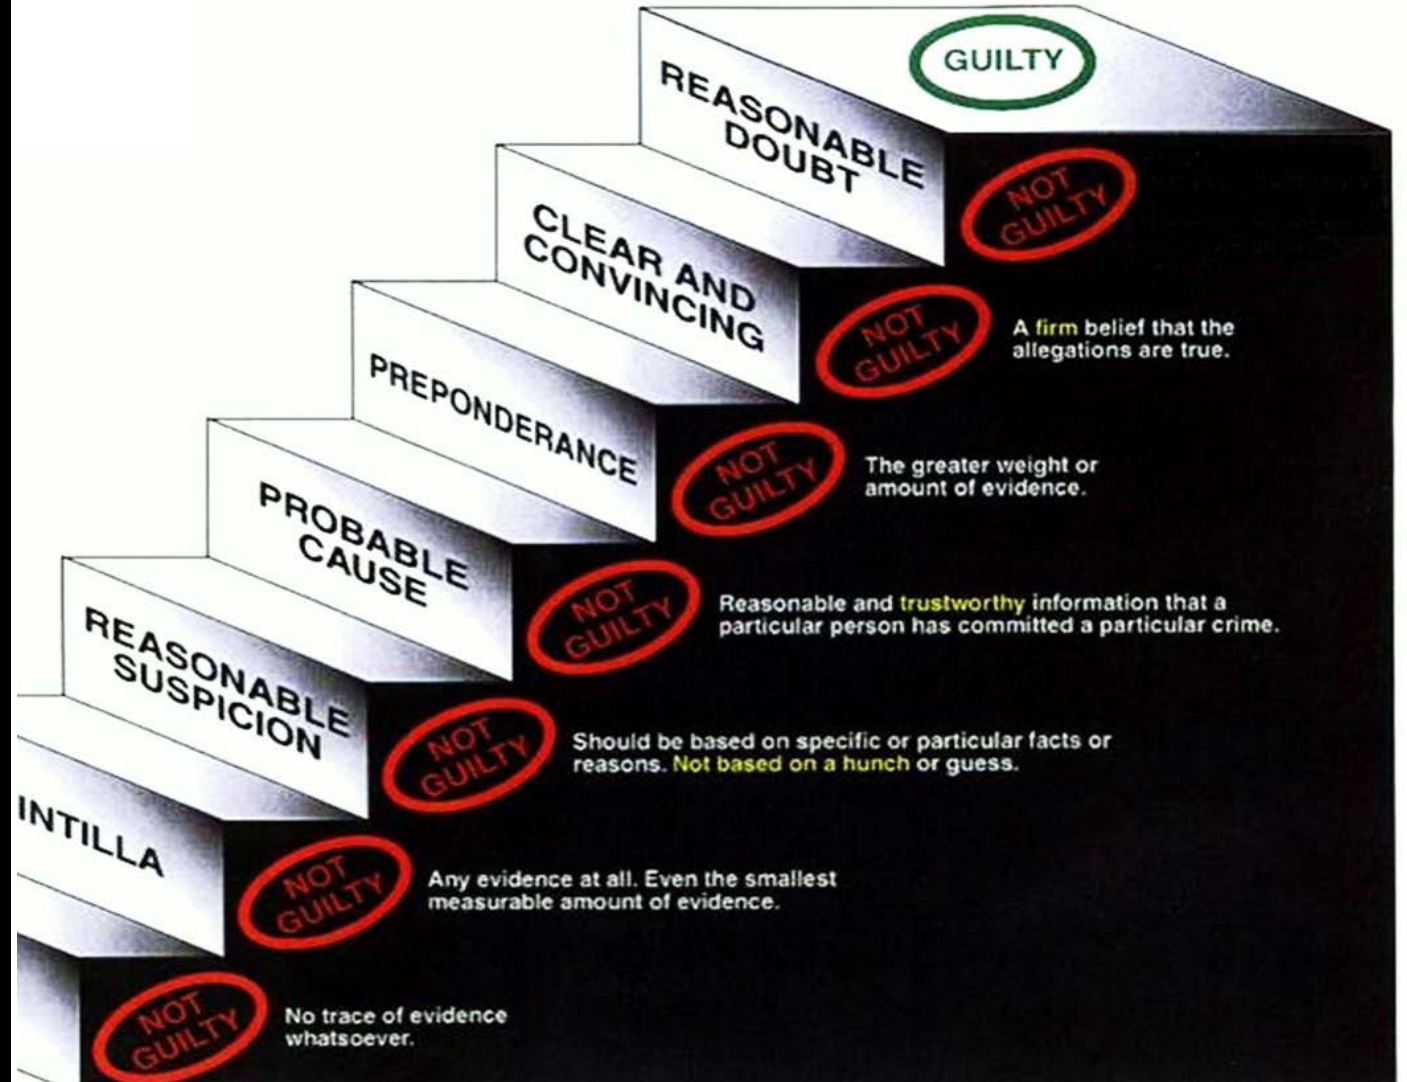 GUILTY
REASONABLE
DOUBT
NOT
GUILTY
CLEAR AND
CONVINCING
NOT
GUILTY
A firm belief that the
allegations are true.
PREPONDERANCE
NOT
GUILTY
The greater weight or
amount of evidence.
PROBABLE
CAUSE
NOT
GUILTY
Reasonable and trustworthy information that a
particular person has committed a particular crime.
REASONABLE
SUSPICION
NOT
GUILTY
Should be based on specific or particular facts or
reasons. Not based on a hunch or guess.
INTILLA
NOT
GUILTY
Any evidence at all. Even the smallest
measurable amount of evidence.
NOT
GUILTY
No trace of evidence
whatsoever.